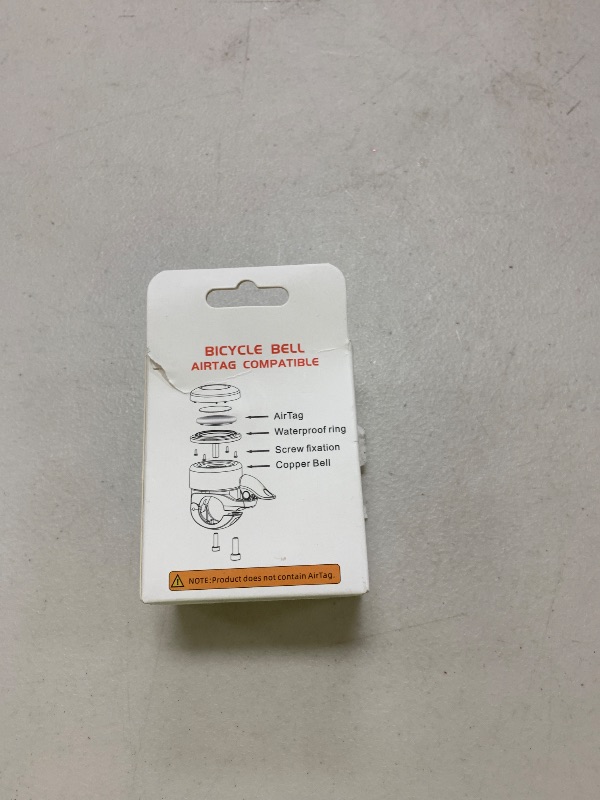 BICYCLE BELL
AIRTAG COMPATIBLE
AirTag
Waterproof ring
Screw fixation
Copper Bell
NOTE:Product does not contain AirTag.